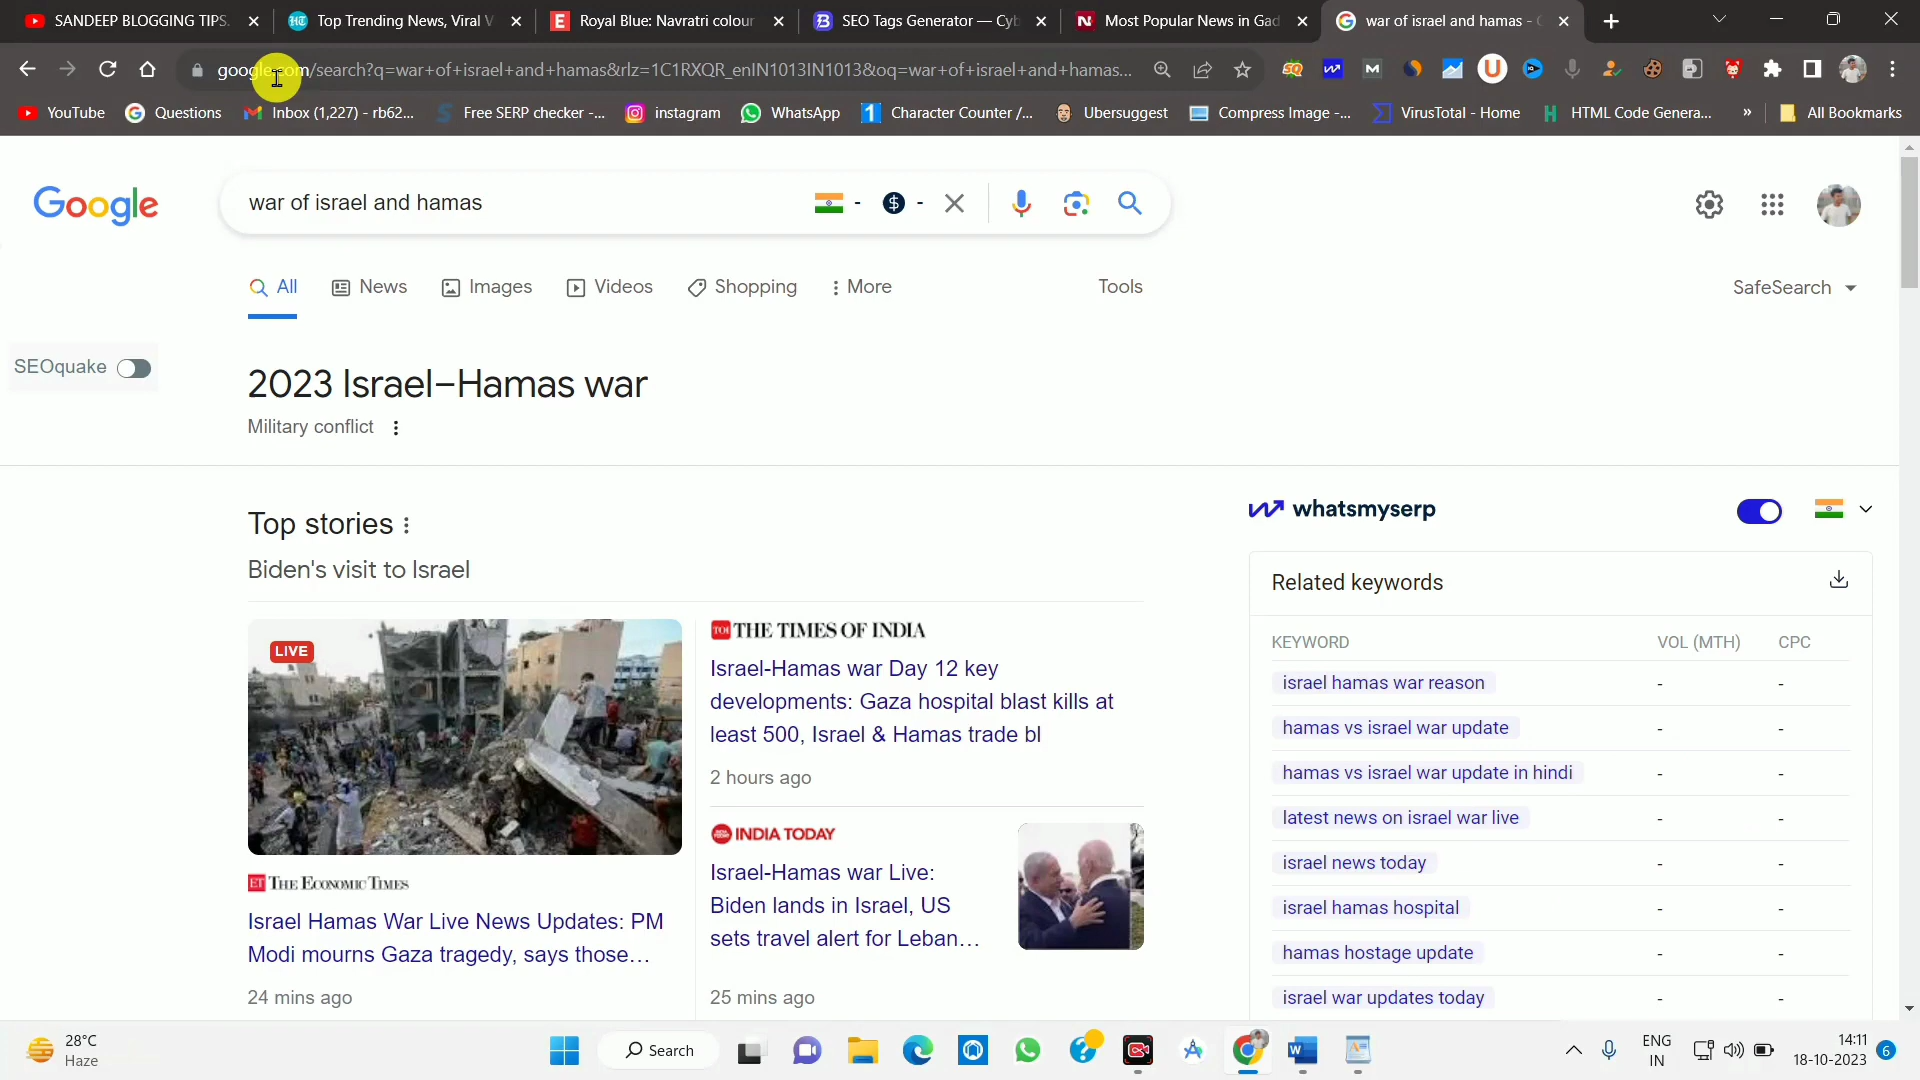 SANDEEP BLOGGING TIPS.
Top Trending News, Viral V
Royal Blue: Navratri colour
SEO Tags Generator — Cyb
Most Popular News in Gad
war of israel and hamas -
google.com/search?q=war+of+israel+and+hamas&rlz=1C1RXQR_enIN1013IN1013&oq=war+of+israel+and+hamas...
YouTube
Questions
Inbox (1,227) - rb62...
Free SERP checker -...
instagram
WhatsApp
Character Counter /...
Ubersuggest
Compress Image -...
VirusTotal - Home
HTML Code Genera...
»
All Bookmarks
Google
war of israel and hamas
All
News
Images
Videos
Shopping
More
Tools
SafeSearch
SEOquake
2023 Israel–Hamas war
Military conflict
Top stories
Biden's visit to Israel
LIVE
THE ECONOMIC TIMES
Israel Hamas War Live News Updates: PM
Modi mourns Gaza tragedy, says those...
24 mins ago
THE TIMES OF INDIA
Israel-Hamas war Day 12 key
developments: Gaza hospital blast kills at
least 500, Israel & Hamas trade bl
2 hours ago
INDIA TODAY
Israel-Hamas war Live:
Biden lands in Israel, US
sets travel alert for Leban...
25 mins ago
whatsmyserp
Related keywords
KEYWORD VOL (MTH) CPC
israel hamas war reason - -
hamas vs israel war update - -
hamas vs israel war update in hindi - -
latest news on israel war live - -
israel news today - -
israel hamas hospital - -
hamas hostage update - -
israel war updates today - -
28°C
Haze
Search
ENG
IN
14:11
18-10-2023
6